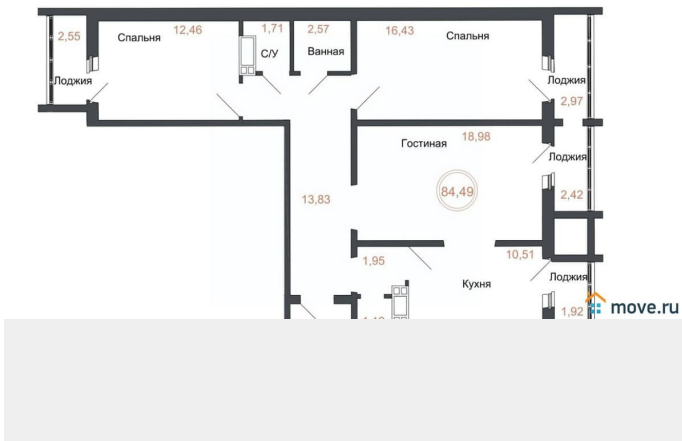 2,55
Спальня
12,46
1,71
С/У
2,57
Ванная
16,43
Спальня
Лоджия
Лоджия
2,97
Гостиная
18,98
Лоджия
84,49
2,42
13,83
1,95
10,51
Кухня
Лоджия
1,92
move.ru